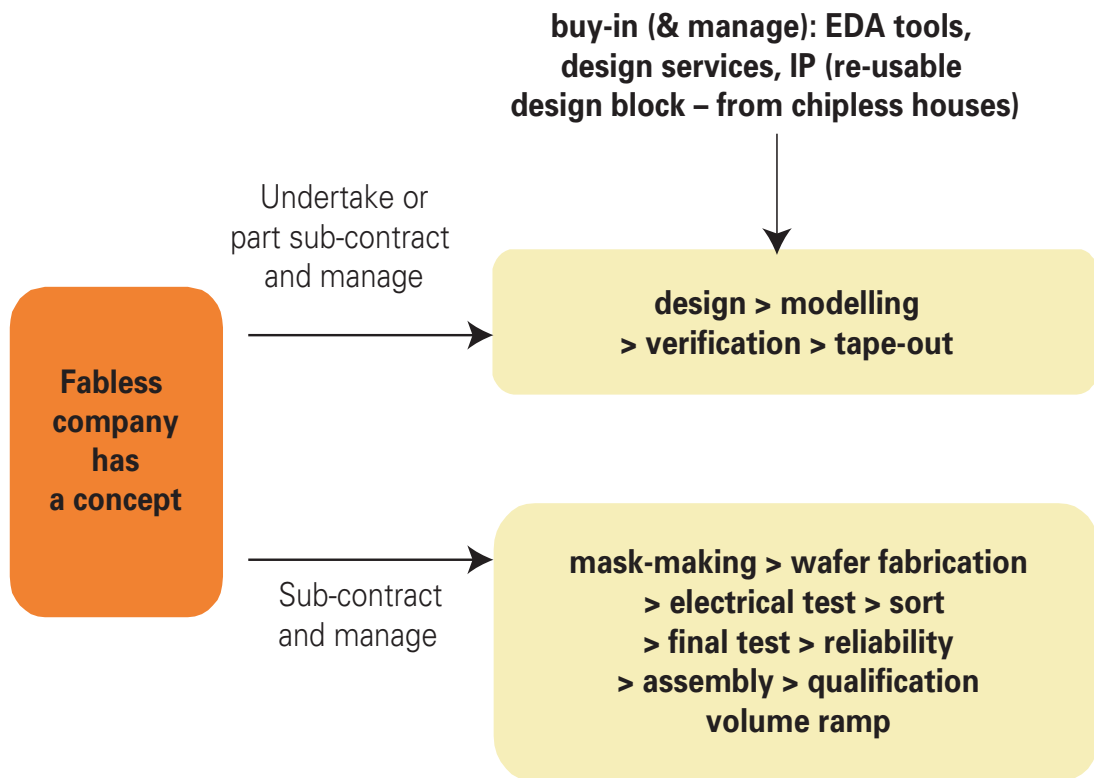 buy-in (& manage): EDA tools,
design services, IP (re-usable
design block – from chipless houses)
Undertake or
part sub-contract
and manage
design > modelling
> verification > tape-out
Fabless
company
has
a concept
mask-making > wafer fabrication
> electrical test > sort
> final test > reliability
> assembly > qualification
volume ramp
Sub-contract
and manage